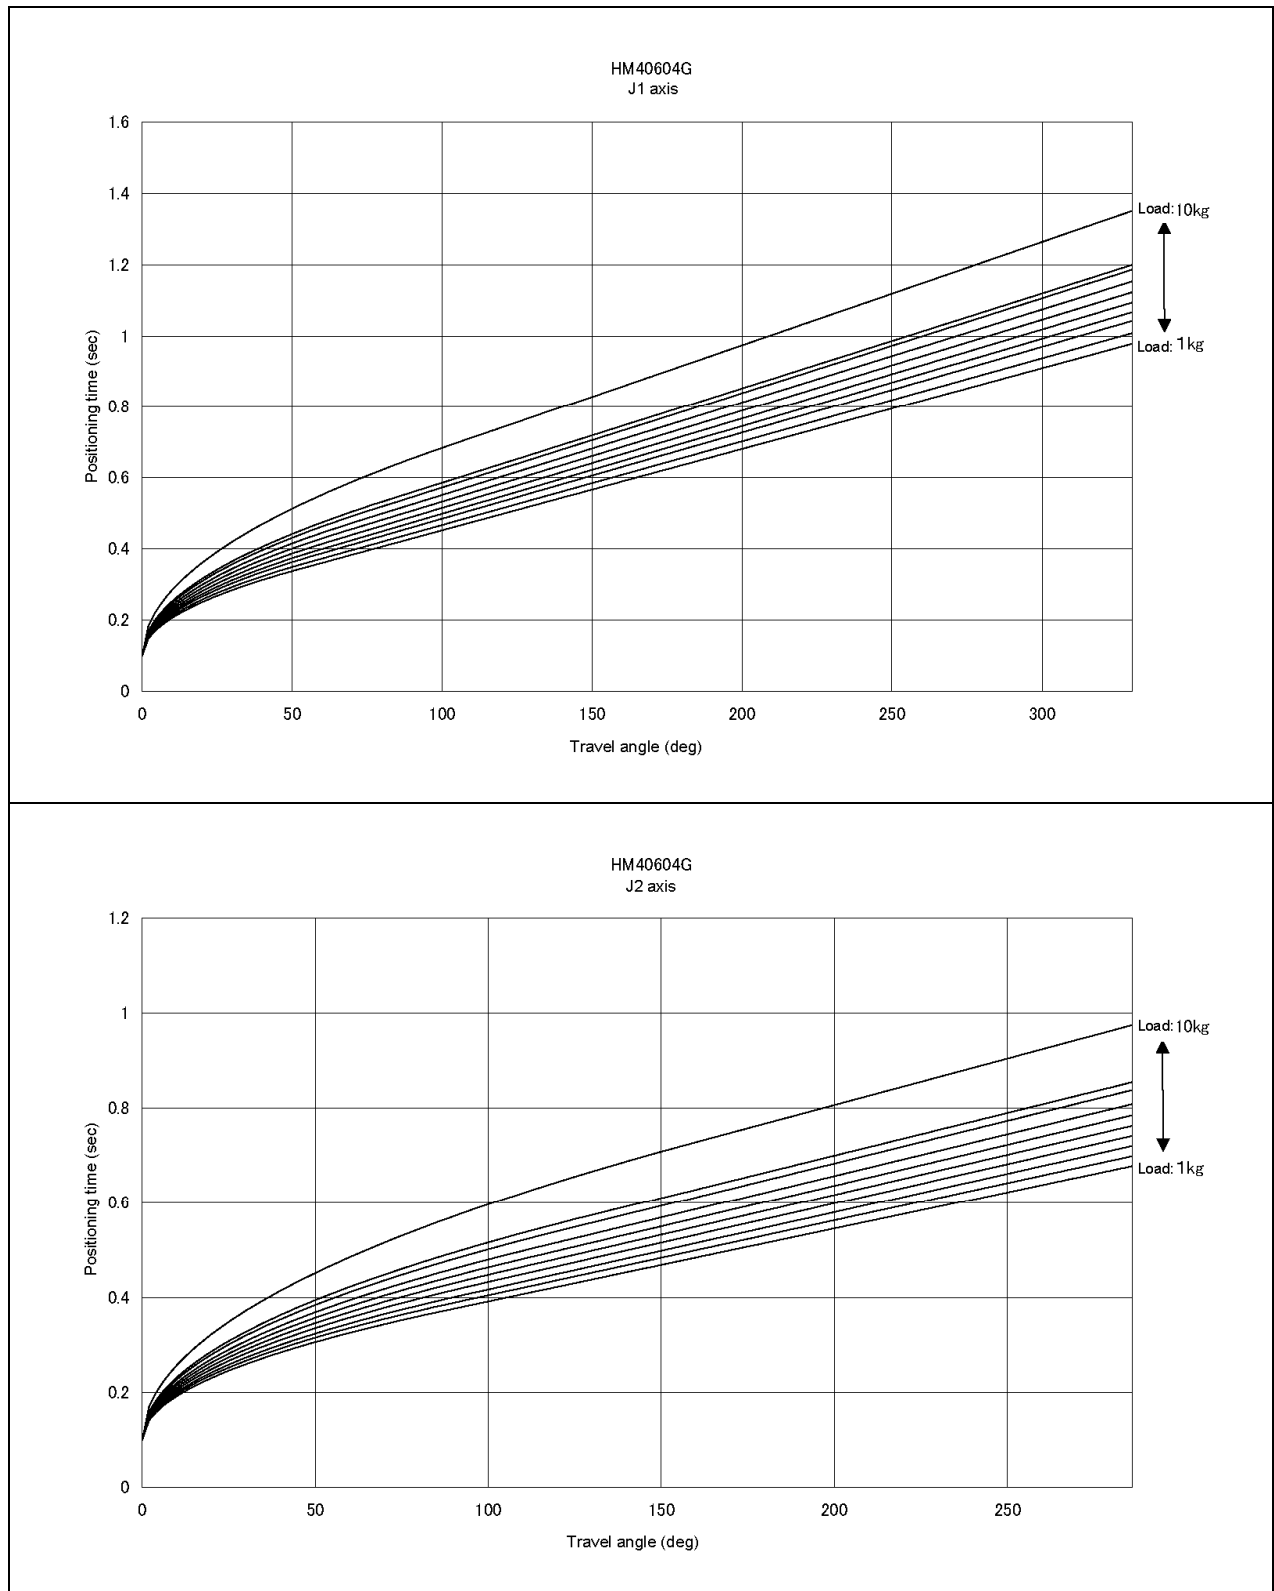 HM40604G
J1 axis
1.6
1.4
1.2
1
0.8
0.6
0.4
0.2
0
Positioning time (sec)
Load: 10kg
Load: 1kg
0 50 100 150 200 250 300
Travel angle (deg)
HM40604G
J2 axis
1.2
1
0.8
0.6
0.4
0.2
0
Positioning time (sec)
Load: 10kg
Load: 1kg
0 50 100 150 200 250
Travel angle (deg)